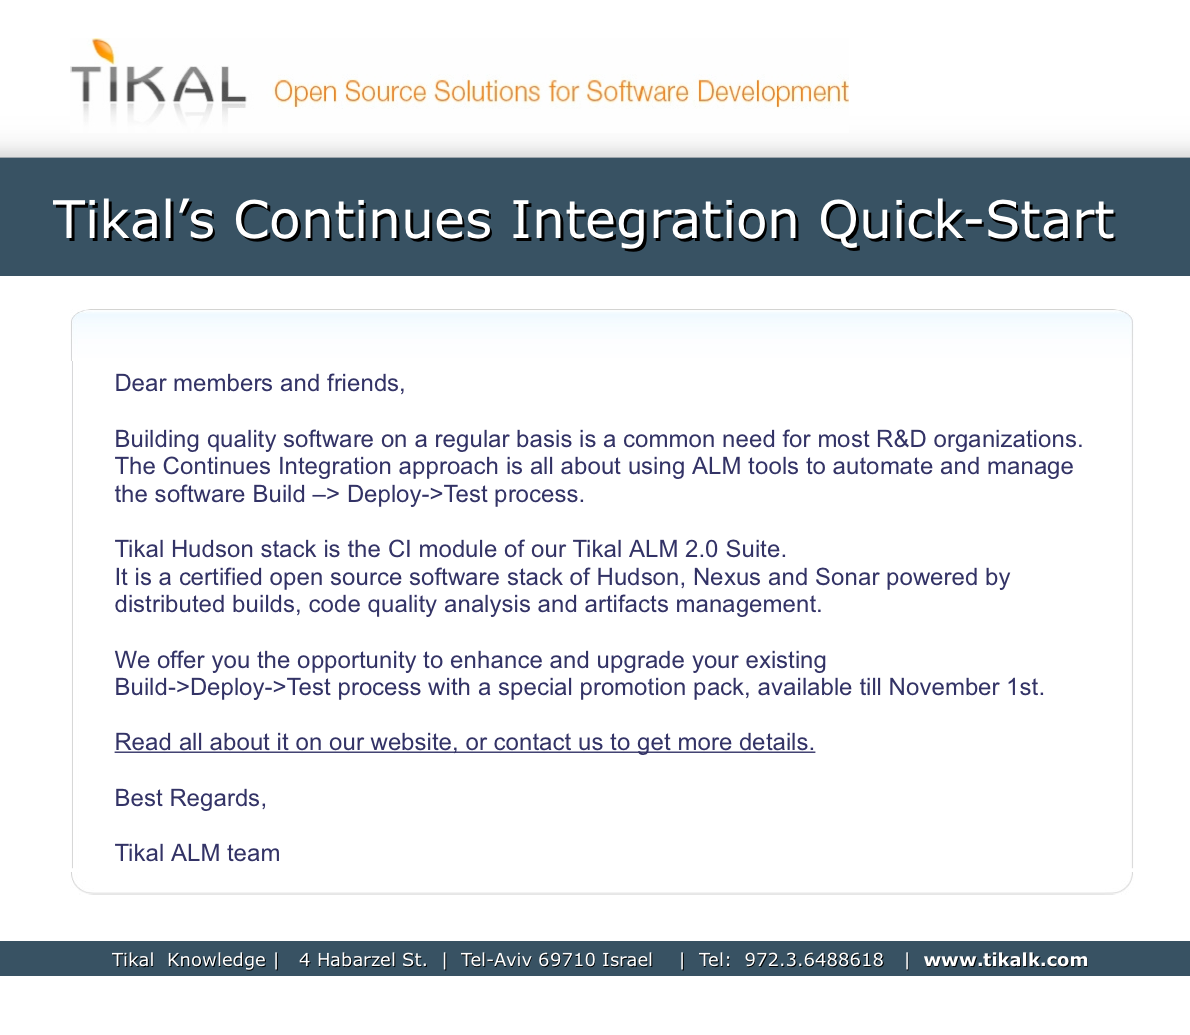 TIKAL Open Source Solutions for Software Development
Tikal’s Continues Integration Quick-Start
Dear members and friends,
Building quality software on a regular basis is a common need for most R&D organizations.
The Continues Integration approach is all about using ALM tools to automate and manage
the software Build –> Deploy->Test process.
Tikal Hudson stack is the CI module of our Tikal ALM 2.0 Suite.
It is a certified open source software stack of Hudson, Nexus and Sonar powered by
distributed builds, code quality analysis and artifacts management.
We offer you the opportunity to enhance and upgrade your existing
Build->Deploy->Test process with a special promotion pack, available till November 1st.
Read all about it on our website, or contact us to get more details.
Best Regards,
Tikal ALM team
Tikal Knowledge | 4 Habarzel St. | Tel-Aviv 69710 Israel | Tel: 972.3.6488618 | www.tikalk.com